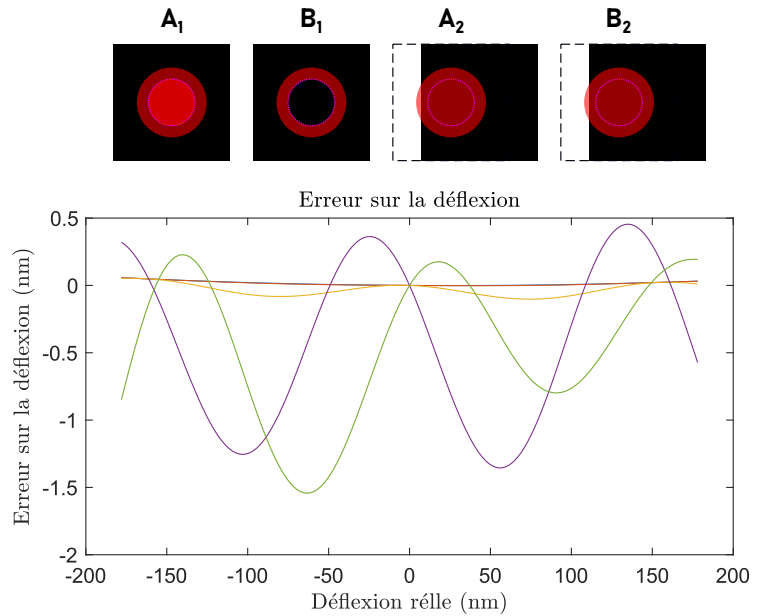 A₁ B₁ A₂ B₂
Erreur sur la déflexion
0.5
0
-0.5
-1
-1.5
-2
Erreur sur la déflexion (nm)
-200 -150 -100 -50 0 50 100 150 200
Déflexion rélle (nm)